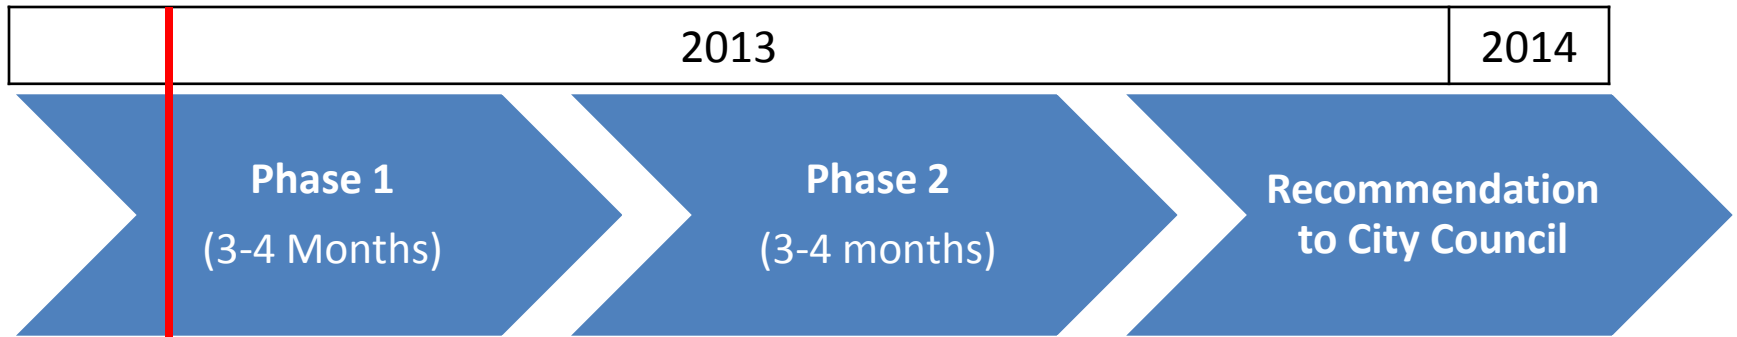 2013
2014
Phase 1
(3-4 Months)
Phase 2
(3-4 months)
Recommendation
to City Council